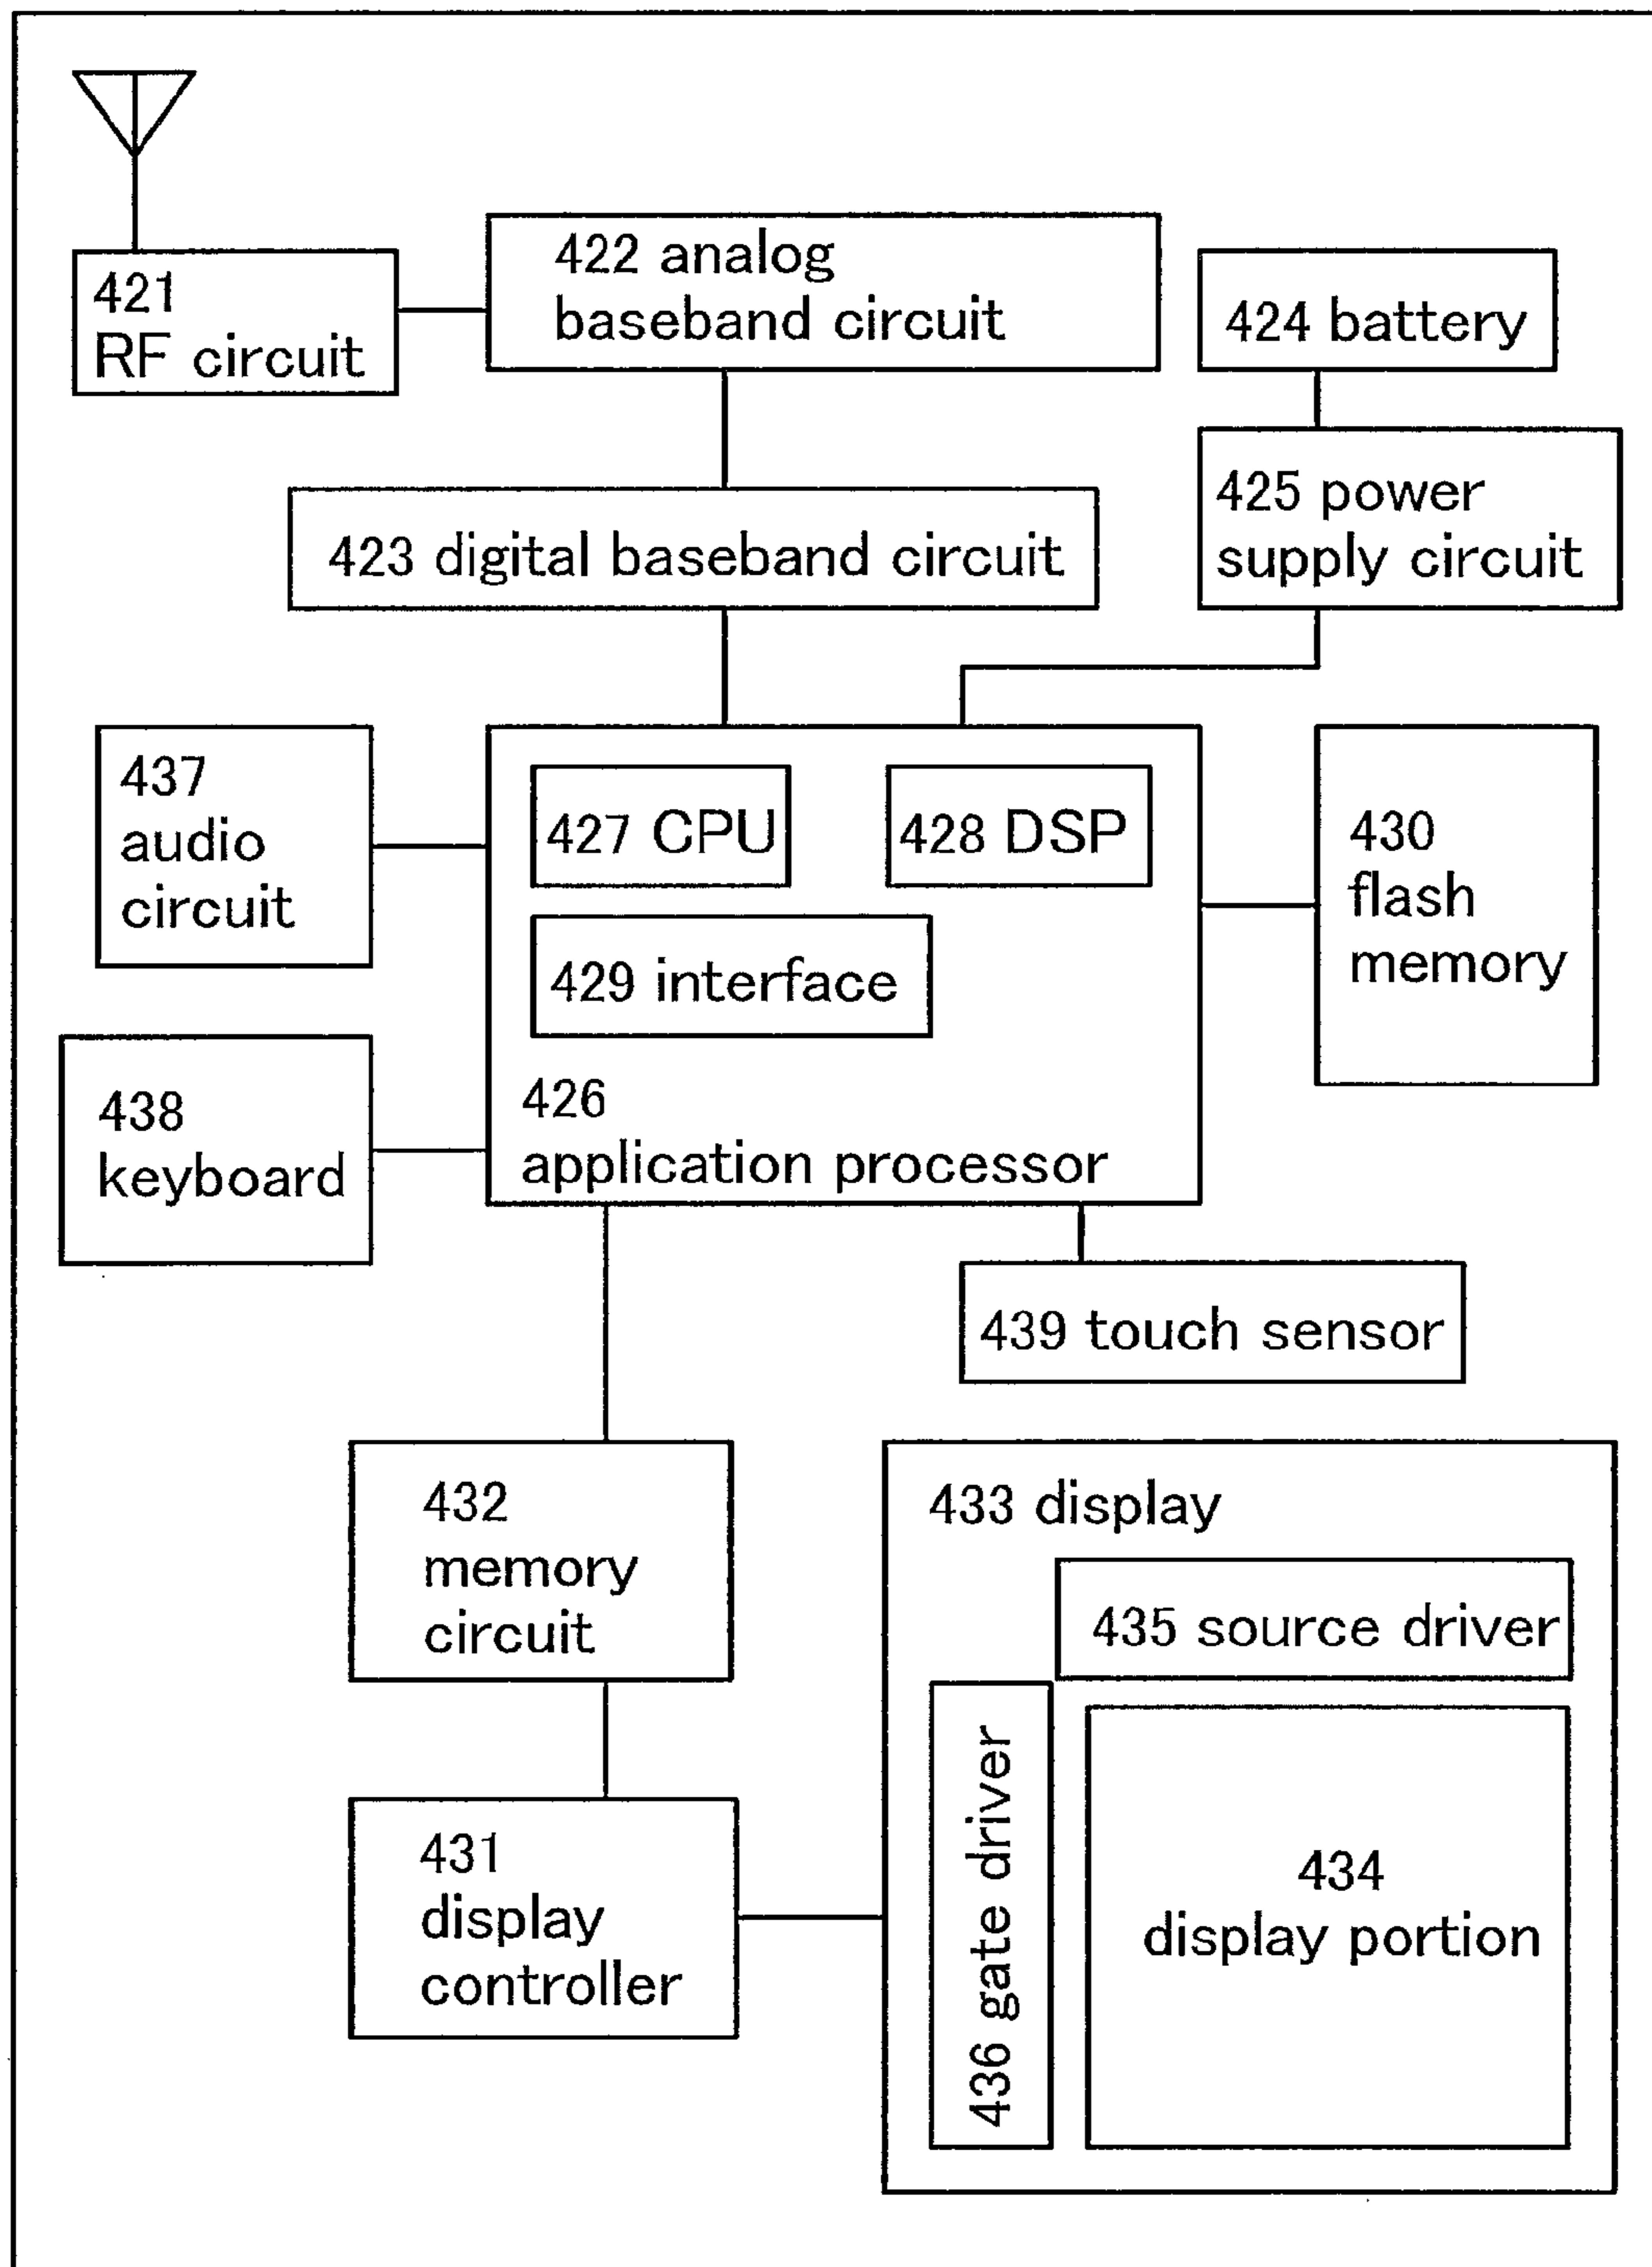 421
RF circuit
422 analog
baseband circuit
424 battery
425 power
supply circuit
423 digital baseband circuit
437
audio
circuit
427 CPU
428 DSP
429 interface
426
application processor
430
flash
memory
438
keyboard
439 touch sensor
432
memory
circuit
433 display
435 source driver
436 gate driver
434
display portion
431
display
controller